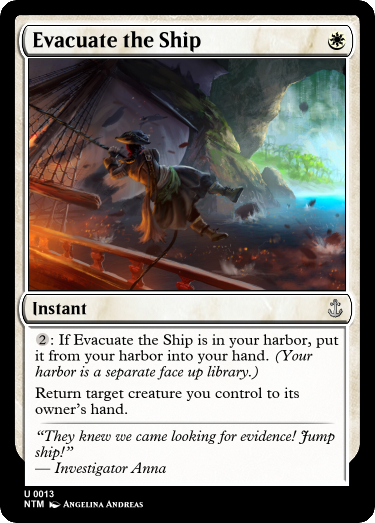 Evacuate the Ship
Instant
2: If Evacuate the Ship is in your harbor, put
it from your harbor into your hand. (Your
harbor is a separate face up library.)
Return target creature you control to its
owner's hand.
"They knew we came looking for evidence! Jump
ship!"
— Investigator Anna
U 0013
NTM Angelina Andreas